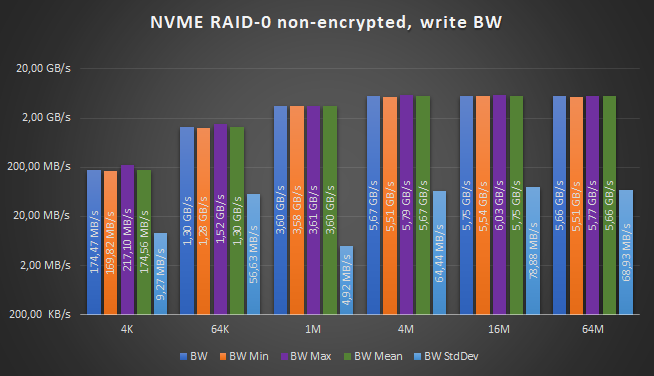 NVME RAID-0 non-encrypted, write BW
20,00 GB/s
2,00 GB/s
200,00 MB/s
20,00 MB/s
2,00 MB/s
200,00 KB/s
174,47 MB/s
169,82 MB/s
217,10 MB/s
174,56 MB/s
9,27 MB/s
1,30 GB/s
1,28 GB/s
1,52 GB/s
1,30 GB/s
56,63 MB/s
3,60 GB/s
3,58 GB/s
3,61 GB/s
3,60 GB/s
4,92 MB/s
5,67 GB/s
5,51 GB/s
5,79 GB/s
5,67 GB/s
64,44 MB/s
5,75 GB/s
5,54 GB/s
6,03 GB/s
5,75 GB/s
78,88 MB/s
5,66 GB/s
5,51 GB/s
5,77 GB/s
5,66 GB/s
68,93 MB/s
4K 64K 1M 4M 16M 64M
BW BW Min BW Max BW Mean BW StdDev